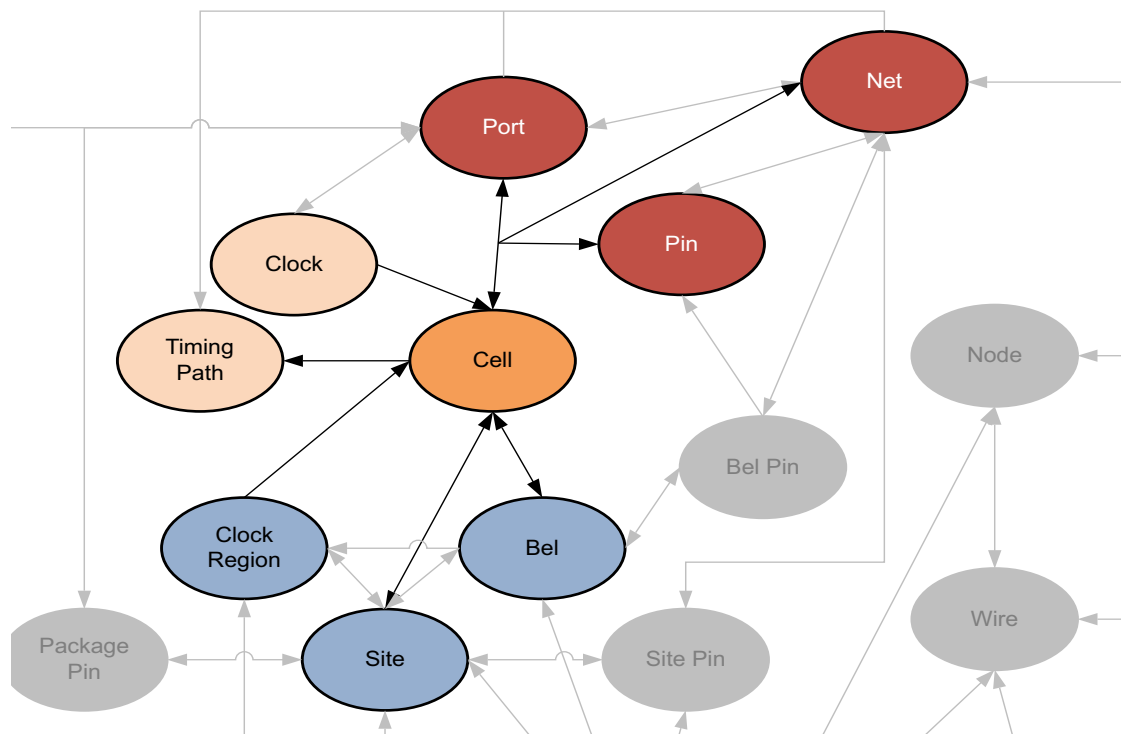 Net
Port
Pin
Clock
Timing
Path
Cell
Node
Bel Pin
Clock
Region
Bel
Wire
Package
Pin
Site
Site Pin